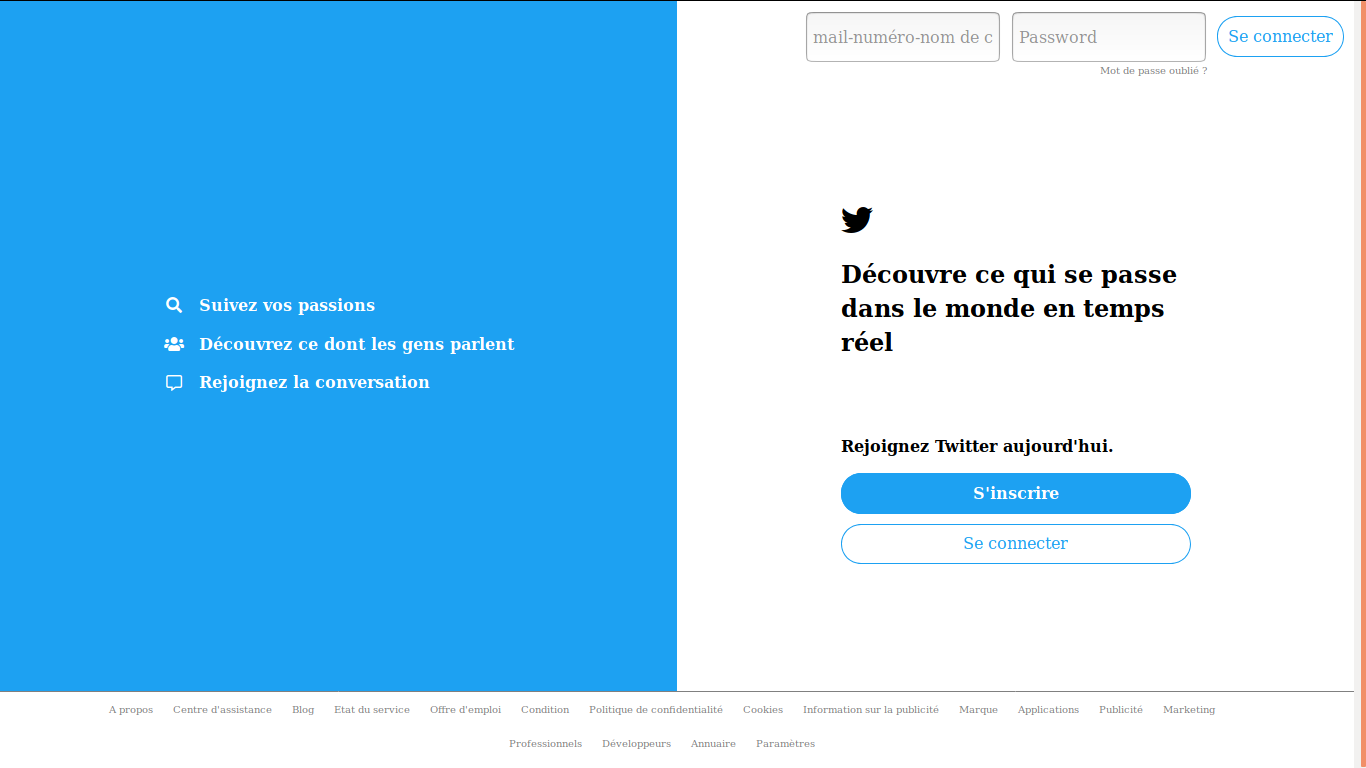 mail-numéro-nom de c
Password
Se connecter
Mot de passe oublié ?
Suivez vos passions
Découvrez ce dont les gens parlent
Rejoignez la conversation
Découvre ce qui se passe
dans le monde en temps
réel
Rejoignez Twitter aujourd'hui.
S'inscrire
Se connecter
A propos Centre d'assistance Blog Etat du service Offre d'emploi Condition Politique de confidentialité Cookies Information sur la publicité Marque Applications Publicité Marketing
Professionnels Développeurs Annuaire Paramètres